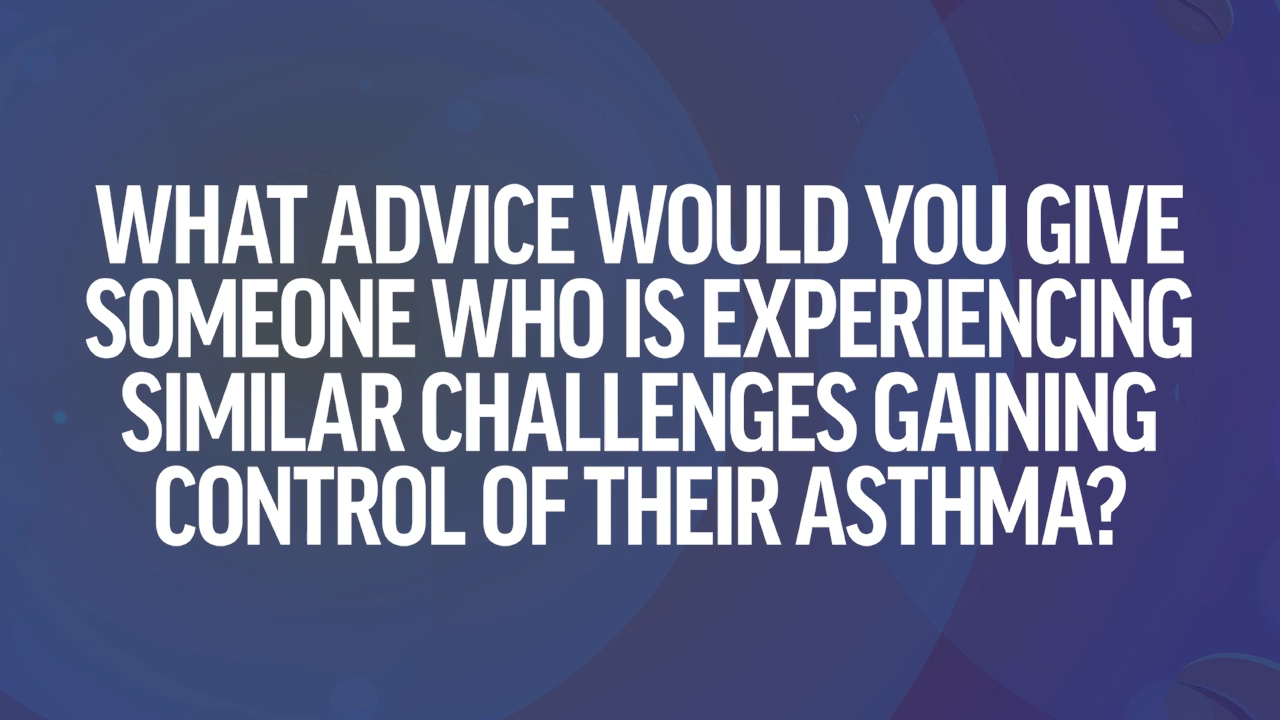 WHAT ADVICE WOULD YOU GIVE
SOMEONE WHO IS EXPERIENCING
SIMILAR CHALLENGES GAINING
CONTROL OF THEIR ASTHMA?